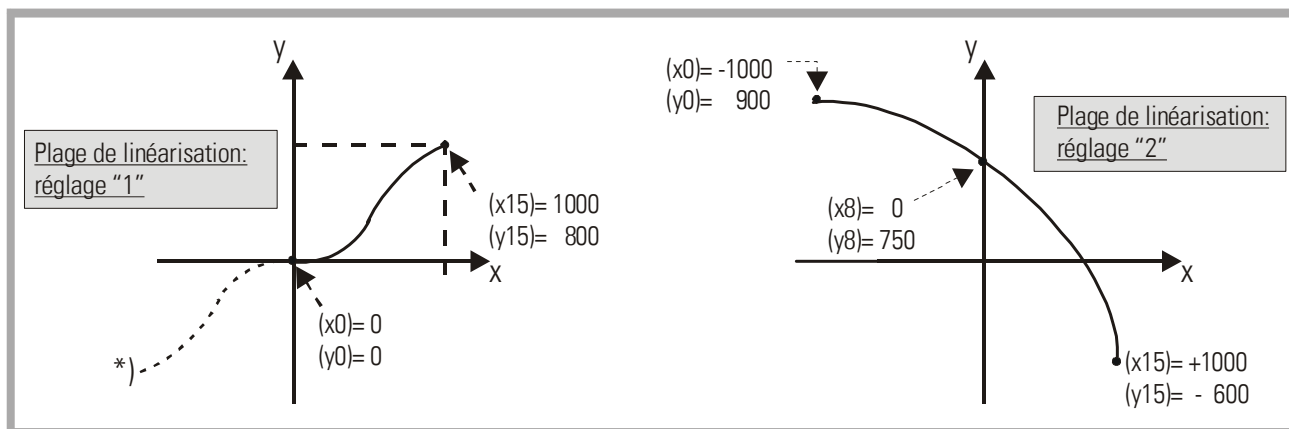 y
Plage de linéarisation:
réglage "1"
(x15)= 1000
(y15)= 800
x
(x0)= 0
(y0)= 0
*)
y
(x0)= -1000
(y0)= 900
Plage de linéarisation:
réglage "2"
(x8)= 0
(y8)= 750
x
(x15)= +1000
(y15)= - 600